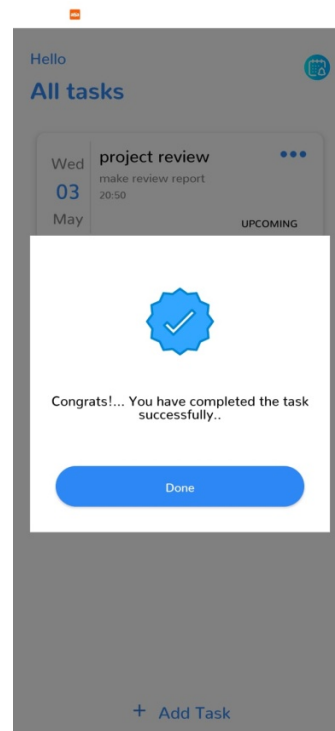 Hello
All tasks
Wed
03
May
project review
make review report
20:50
UPCOMING
Congrats!... You have completed the task
successfully..
Done
+ Add Task